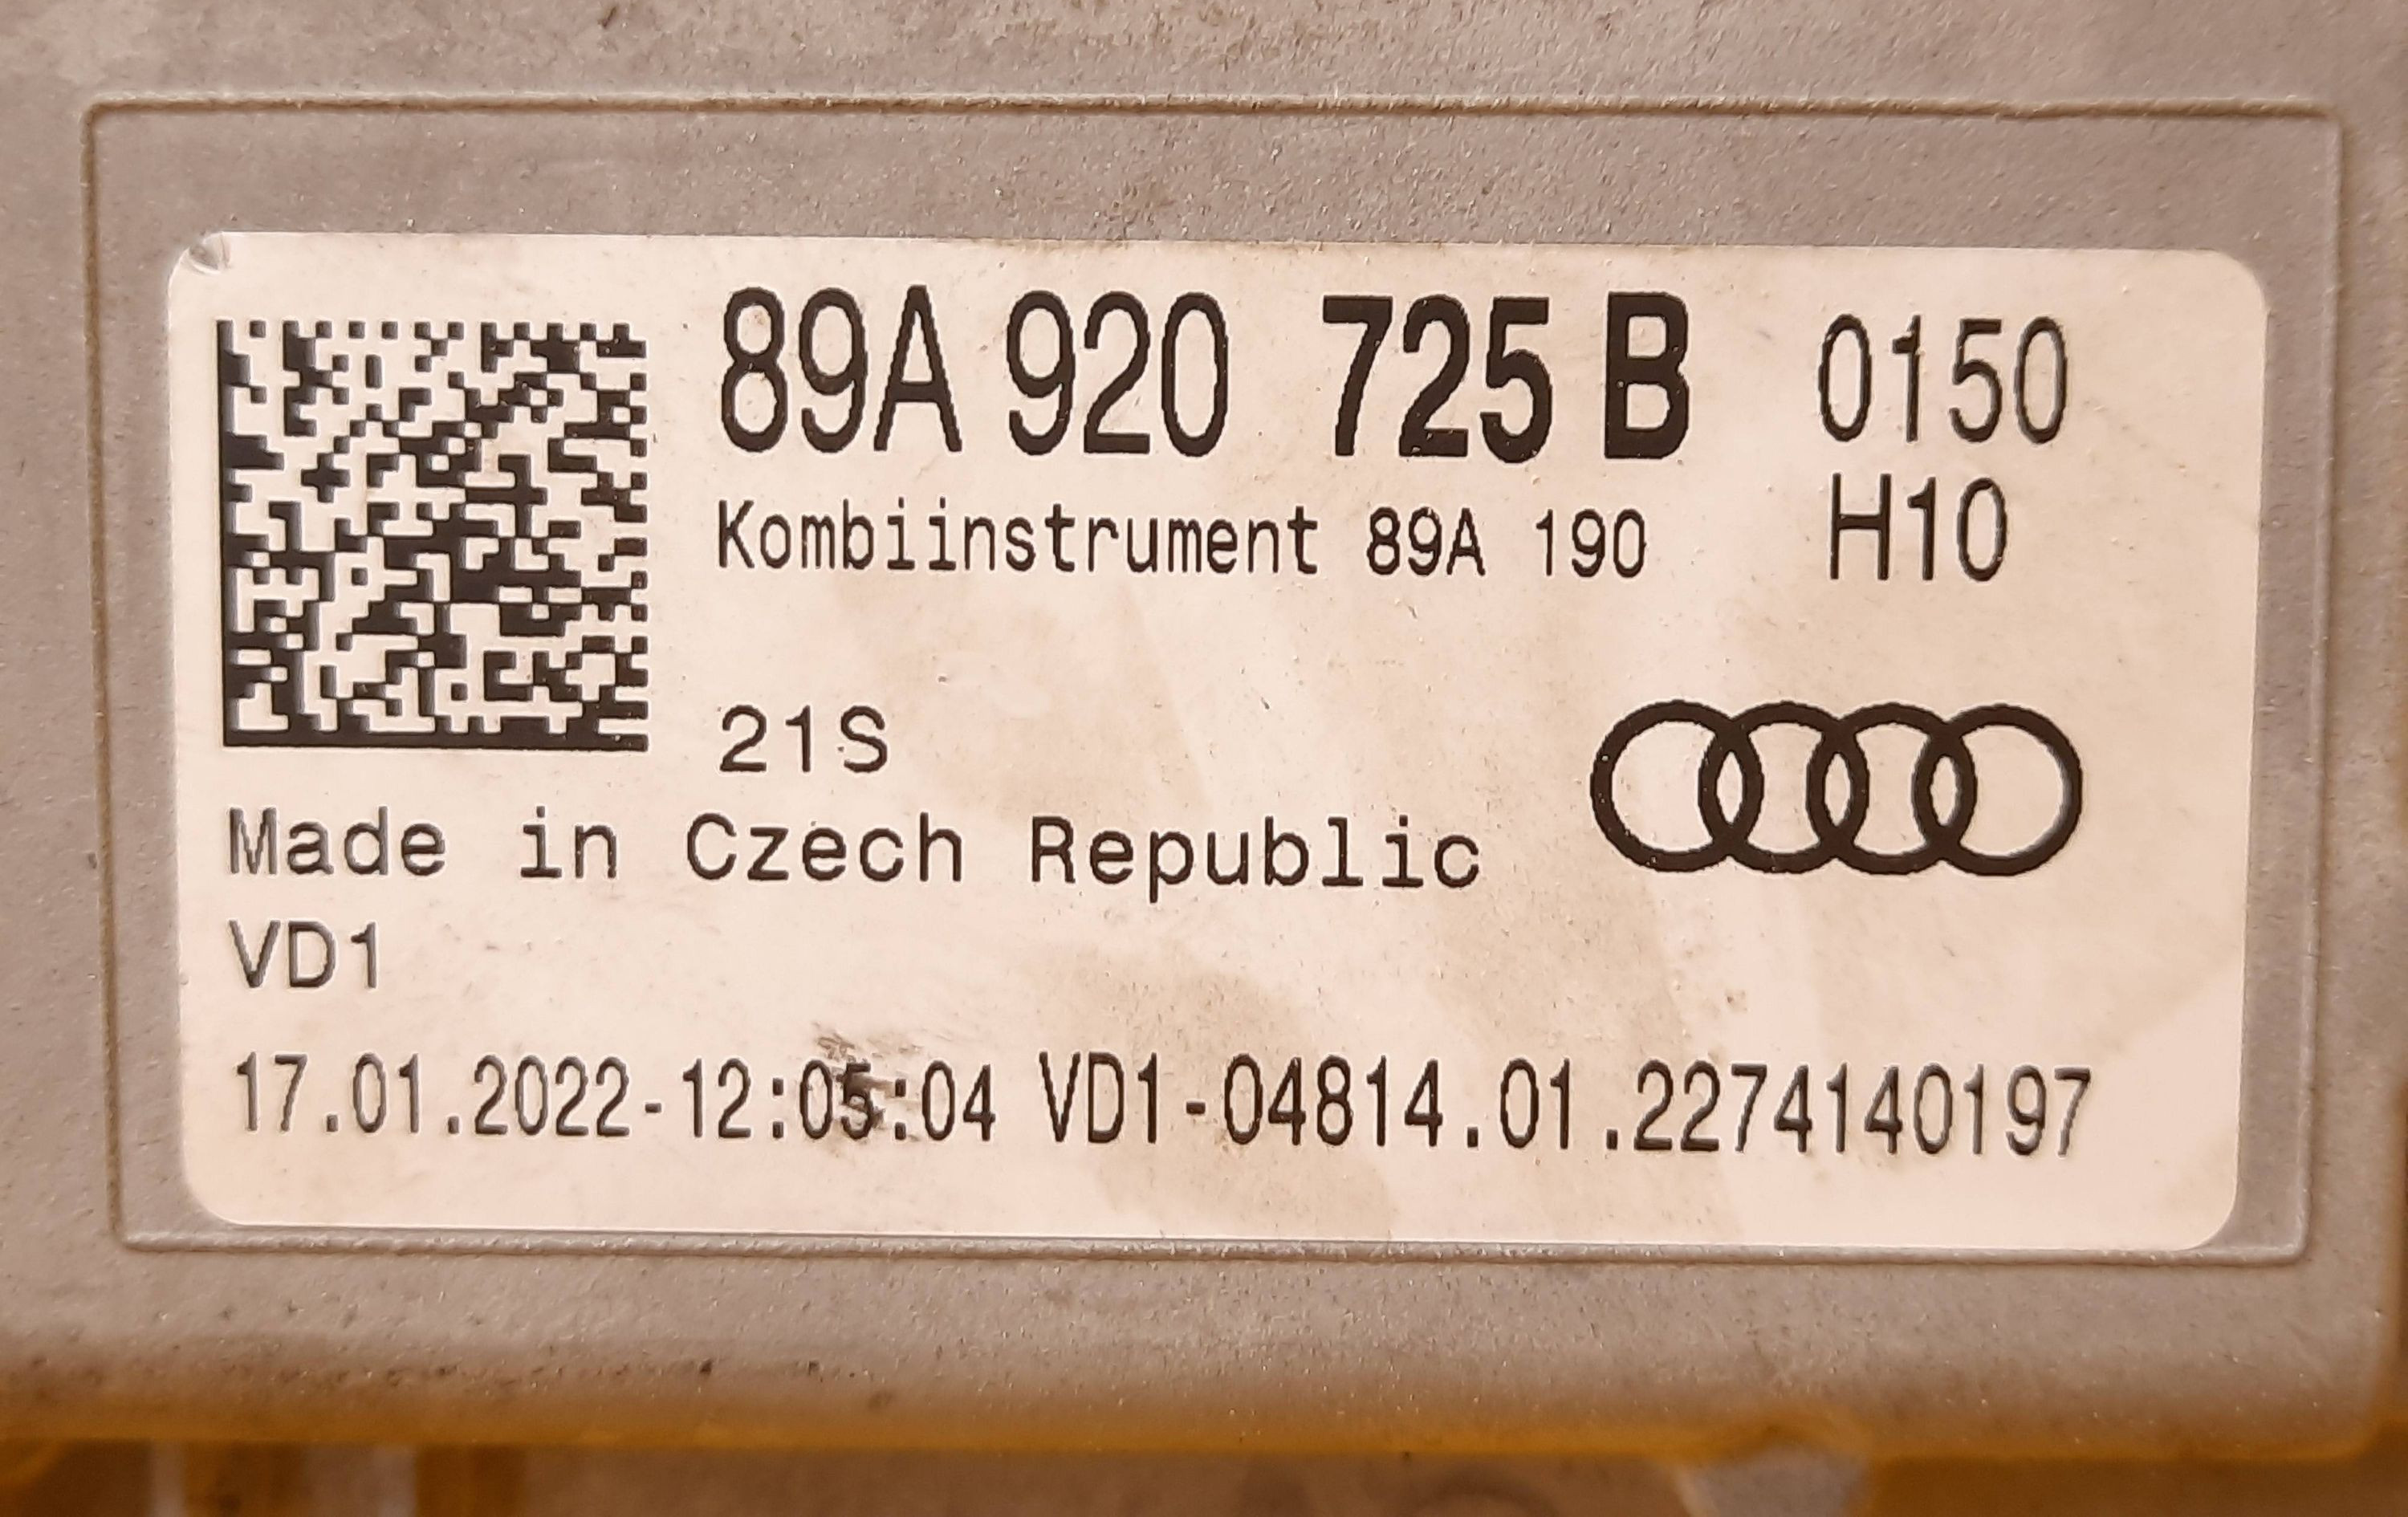 89A 920 725 B 0150
Kombiinstrument 89A 190 H10
21S
Made in Czech Republic
VD1
17.01.2022-12:05:04 VD1-04814.01.2274140197